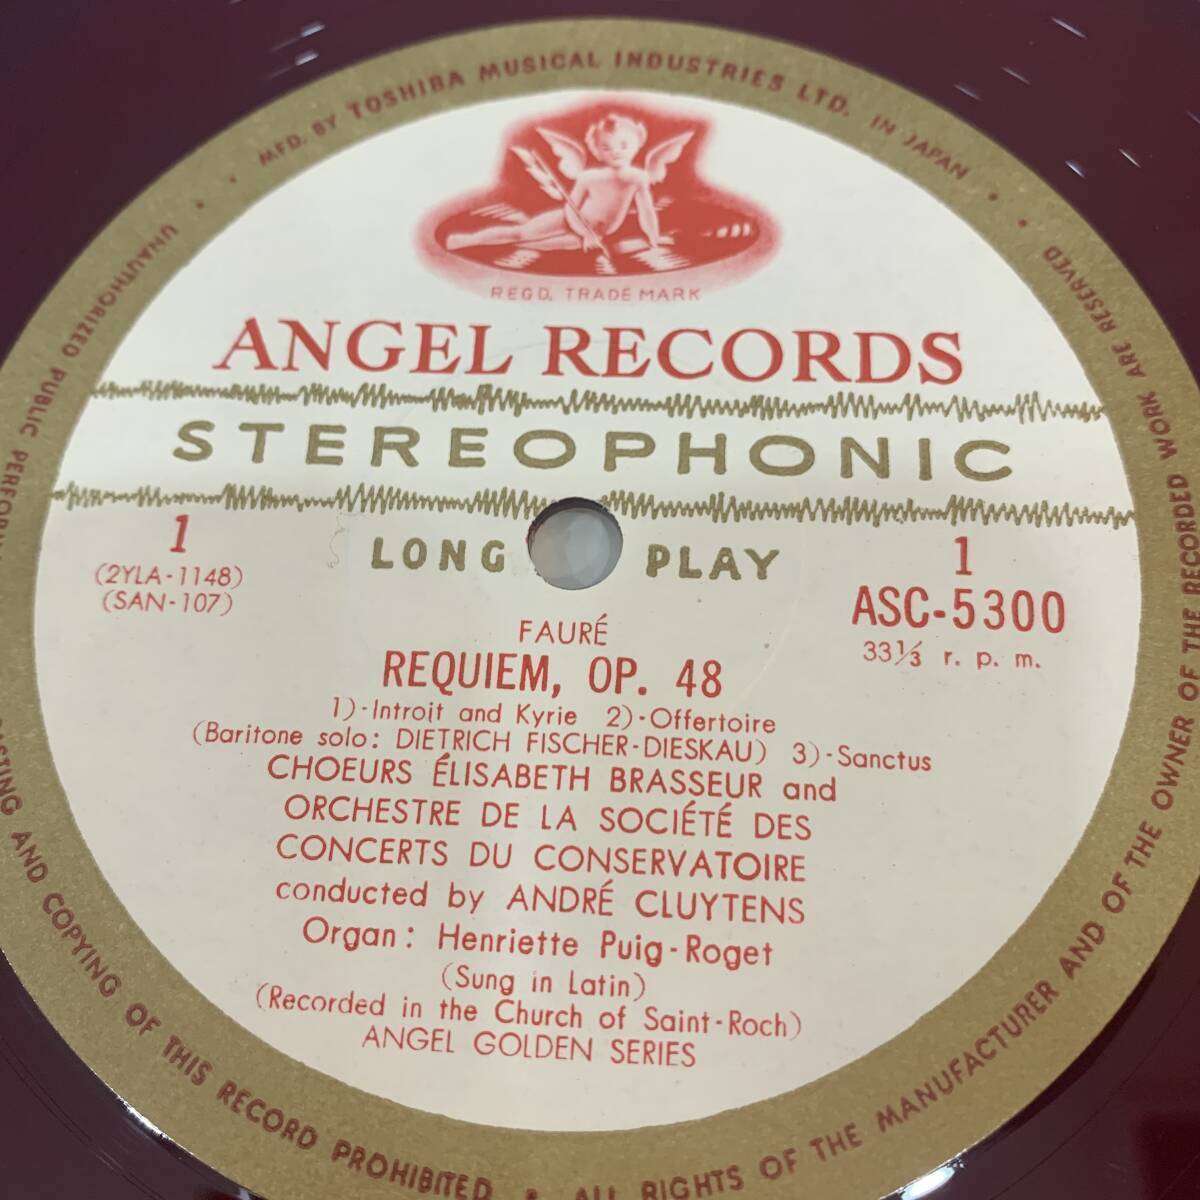 MFD. BY TOSHIBA MUSICAL INDUSTRIES LTD. IN JAPAN •
• ALL RIGHTS OF THE MANUFACTURER AND OF THE OWNER OF THE RECORDED WORK ARE RESERVED •
UNAUTHORIZED PUBLIC
AND COPYING OF THIS RECORD PROHIBITED
REGD. TRADE MARK
ANGEL RECORDS
STEREOPHONIC
LONG PLAY
1
(2YLA-1148)
(SAN-107)
1
ASC-5300
33⅓ r. p. m.
FAURÉ
REQUIEM, OP. 48
1)-Introit and Kyrie 2)-Offertoire
(Baritone solo: DIETRICH FISCHER-DIESKAU) 3)-Sanctus
CHOEURS ÉLISABETH BRASSEUR and
ORCHESTRE DE LA SOCIÉTÉ DES
CONCERTS DU CONSERVATOIRE
conducted by ANDRÉ CLUYTENS
Organ: Henriette Puig-Roget
(Sung in Latin)
(Recorded in the Church of Saint-Roch)
ANGEL GOLDEN SERIES